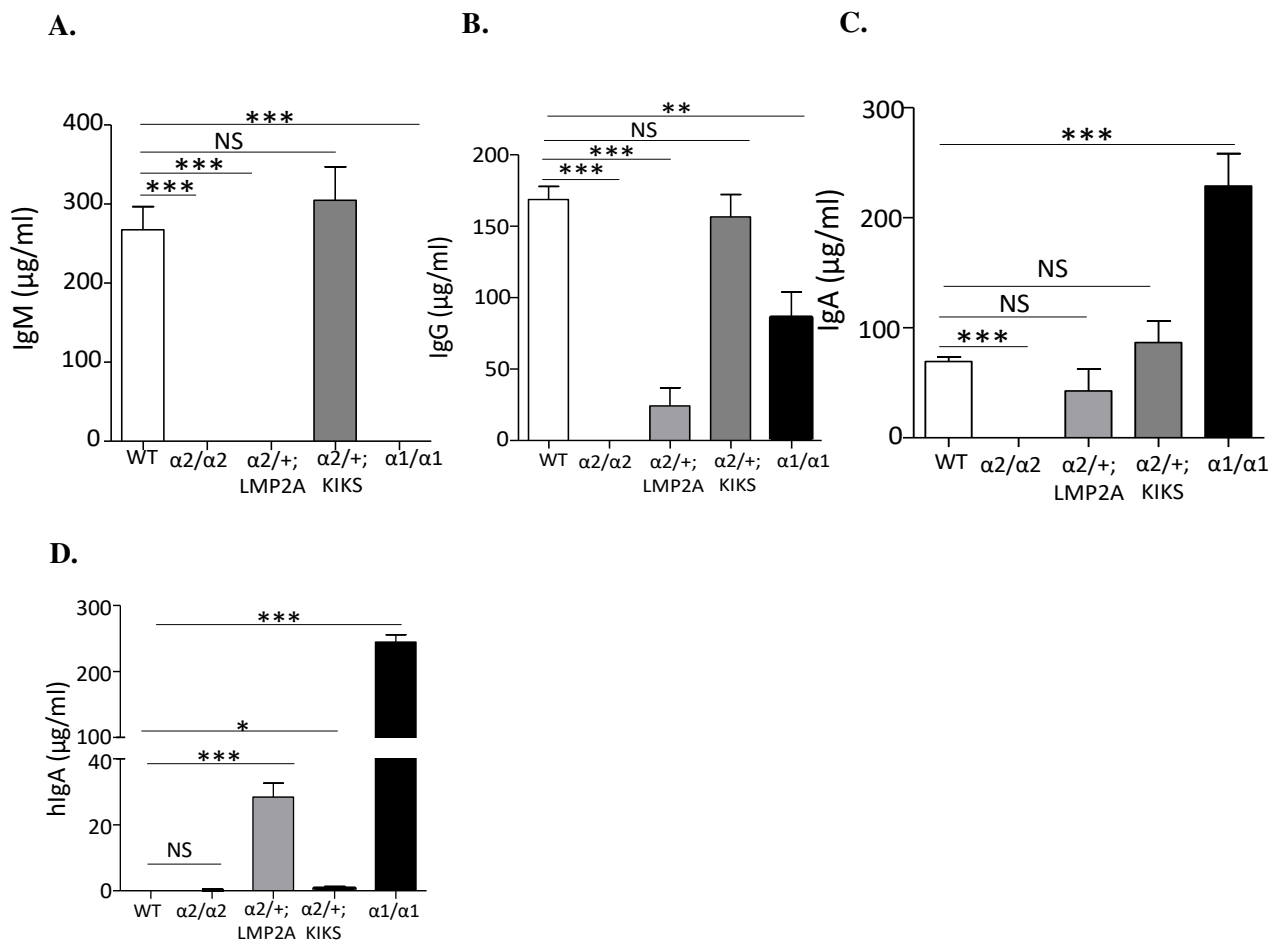 A.
***
NS
***
***
400
300
200
100
0
IgM (µg/ml)
WT
α2/α2
α2/+;
LMP2A
α2/+;
KIKS
α1/α1
B.
**
NS
***
***
200
150
100
50
0
IgG (µg/ml)
WT
α2/α2
α2/+;
LMP2A
α2/+;
KIKS
α1/α1
C.
***
NS
NS
***
300
200
100
0
IgA (µg/ml)
WT
α2/α2
α2/+;
LMP2A
α2/+;
KIKS
α1/α1
D.
***
*
***
NS
300
200
100
40
20
0
hIgA (µg/ml)
WT
α2/α2
α2/+;
LMP2A
α2/+;
KIKS
α1/α1